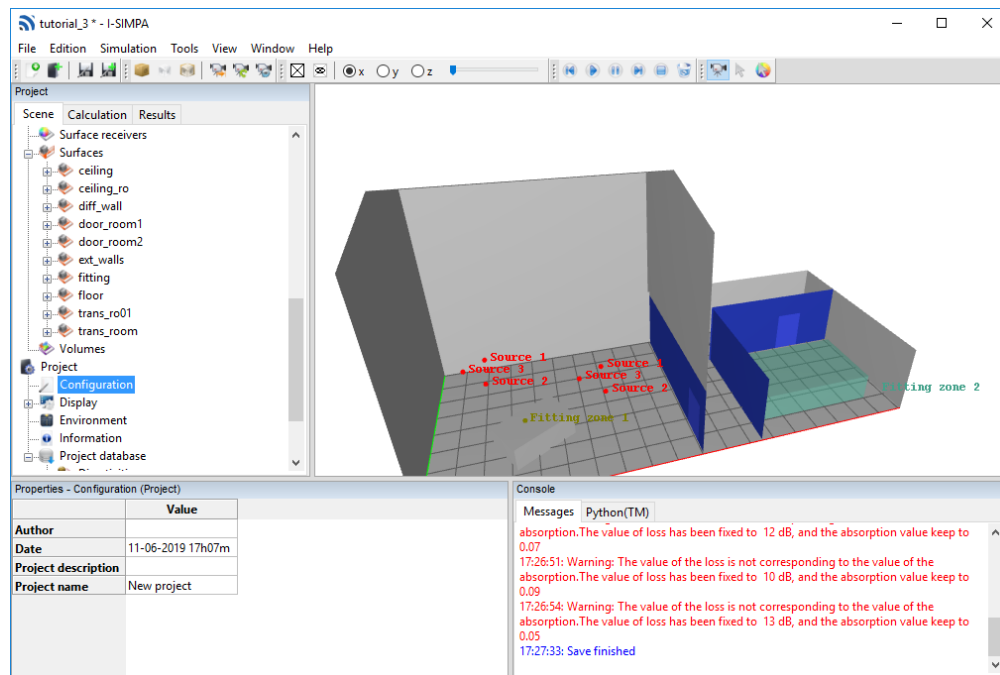 tutorial_3 * - I-SIMPA
File Edition Simulation Tools View Window Help
x y z
Project
Scene Calculation Results
Surface receivers
Surfaces
ceiling
ceiling_ro
diff_wall
door_room1
door_room2
ext_walls
fitting
floor
trans_ro01
trans_room
Volumes
Project
Configuration
Display
Environment
Information
Project database
Source 1
Source 3
Source 2
Source 1
Source 3
Source 2
Fitting zone 1
Fitting zone 2
Properties - Configuration (Project)
Value
Author
Date 11-06-2019 17h07m
Project description
Project name New project
Console
Messages Python(TM)
absorption.The value of loss has been fixed to 12 dB, and the absorption value keep to
0.07
17:26:51: Warning: The value of the loss is not corresponding to the value of the
absorption.The value of loss has been fixed to 10 dB, and the absorption value keep to
0.09
17:26:54: Warning: The value of the loss is not corresponding to the value of the
absorption.The value of loss has been fixed to 13 dB, and the absorption value keep to
0.05
17:27:33: Save finished